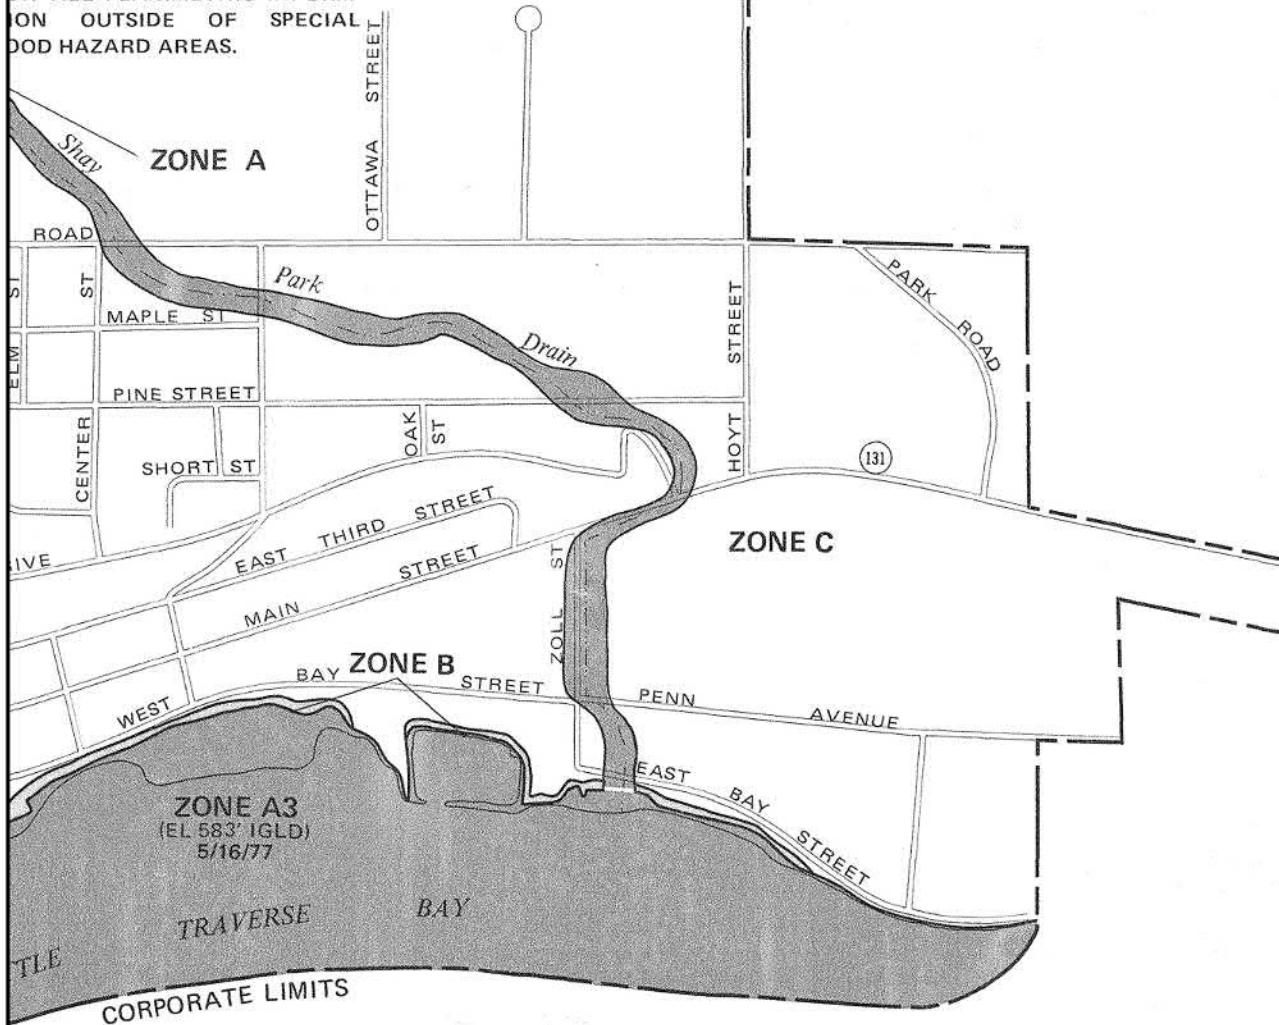 ION OUTSIDE OF SPECIAL
OOD HAZARD AREAS.
OTTAWA STREET
Shay
ZONE A
ROAD
ST
ST
Park
MAPLE ST
Drain
STREET
PARK
ROAD
ELM
PINE STREET
OAK
ST
HOYT
CENTER
SHORT ST
131
EAST THIRD STREET
IVE
STREET
ST
ZONE C
MAIN
ZOLL
ZONE B
BAY
STREET
PENN
AVENUE
WEST
EAST
BAY
STREET
ZONE A3
(EL 583' IGLD)
5/16/77
TRAVERSE
BAY
TTLE
CORPORATE LIMITS